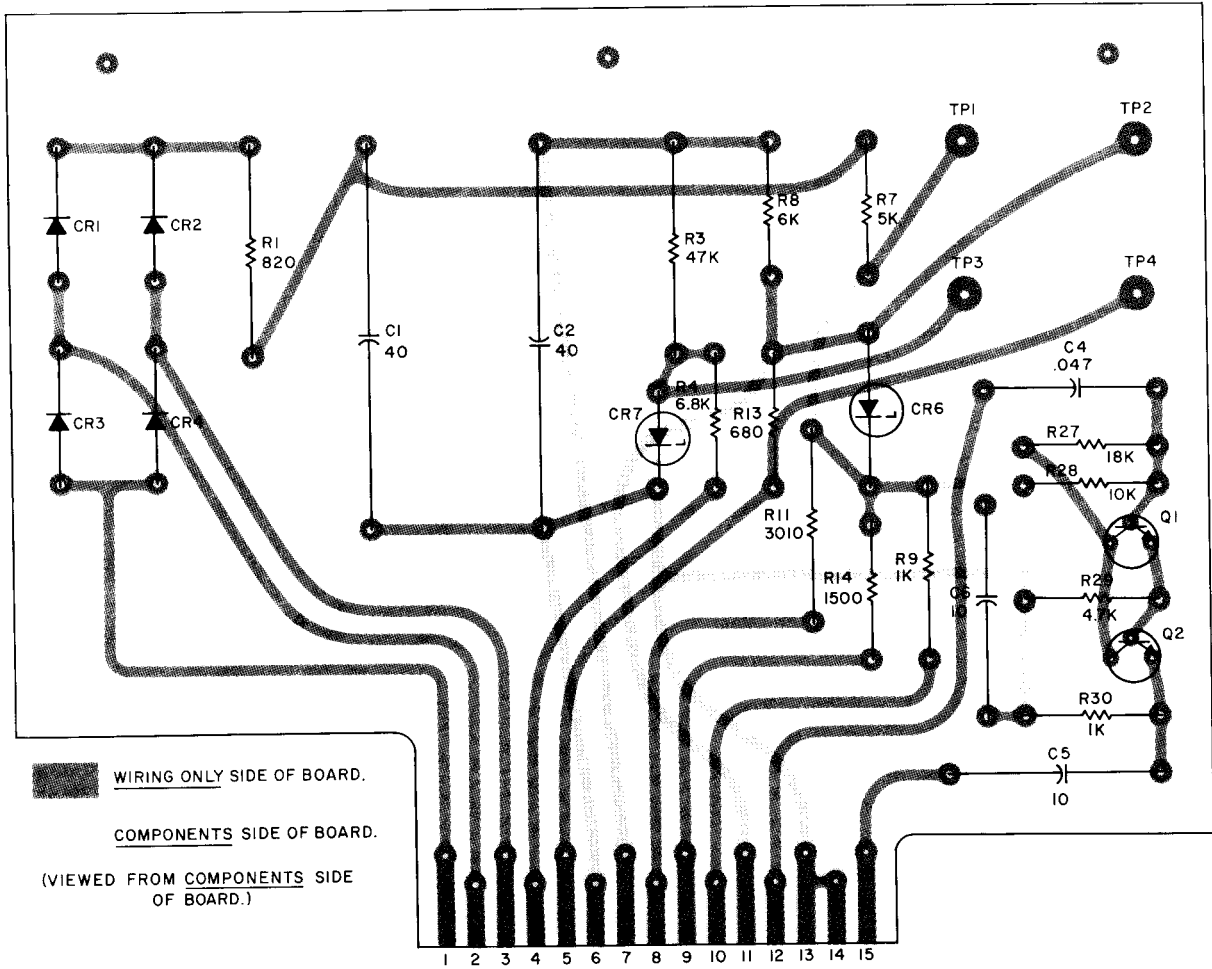 TP1
TP2
CR1
CR2
R1
820
R8
6K
R7
5K
R3
47K
TP3
TP4
C1
40
C2
40
C4
.047
R4
6.8K
CR7
R13
680
CR6
CR3
CR4
R27
18K
R28
10K
R11
3010
Q1
R14
1500
R9
1K
C6
10
R29
4.7K
Q2
R30
1K
C5
10
WIRING ONLY SIDE OF BOARD.
COMPONENTS SIDE OF BOARD.
(VIEWED FROM COMPONENTS SIDE
OF BOARD.)
1 2 3 4 5 6 7 8 9 10 11 12 13 14 15